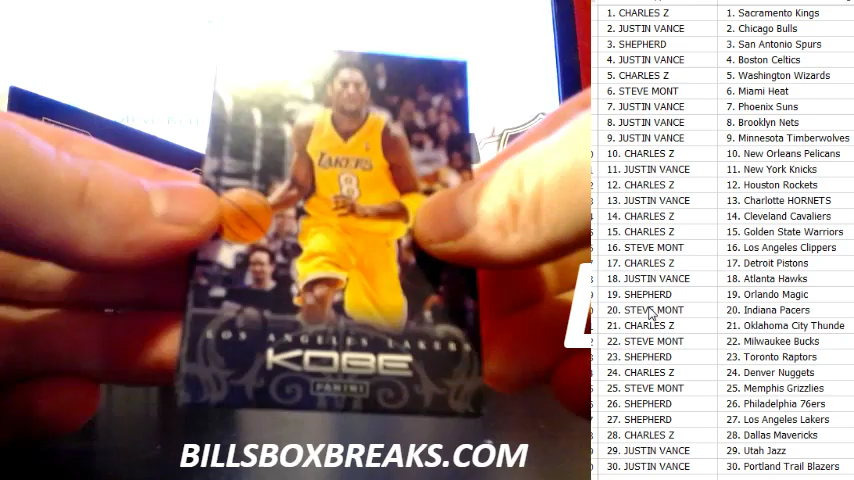 LAKERS
8
LOS ANGELES LAKERS
KOBE
PANINI
BILLSBOXBREAKS.COM
1. CHARLES Z 1. Sacramento Kings
2. JUSTIN VANCE 2. Chicago Bulls
3. SHEPHERD 3. San Antonio Spurs
4. JUSTIN VANCE 4. Boston Celtics
5. CHARLES Z 5. Washington Wizards
6. STEVE MONT 6. Miami Heat
7. JUSTIN VANCE 7. Phoenix Suns
8. JUSTIN VANCE 8. Brooklyn Nets
9. JUSTIN VANCE 9. Minnesota Timberwolves
10. CHARLES Z 10. New Orleans Pelicans
11. JUSTIN VANCE 11. New York Knicks
12. CHARLES Z 12. Houston Rockets
13. JUSTIN VANCE 13. Charlotte HORNETS
14. CHARLES Z 14. Cleveland Cavaliers
15. CHARLES Z 15. Golden State Warriors
16. STEVE MONT 16. Los Angeles Clippers
17. CHARLES Z 17. Detroit Pistons
18. JUSTIN VANCE 18. Atlanta Hawks
19. SHEPHERD 19. Orlando Magic
20. STEVE MONT 20. Indiana Pacers
21. CHARLES Z 21. Oklahoma City Thunde
22. STEVE MONT 22. Milwaukee Bucks
23. SHEPHERD 23. Toronto Raptors
24. CHARLES Z 24. Denver Nuggets
25. STEVE MONT 25. Memphis Grizzlies
26. SHEPHERD 26. Philadelphia 76ers
27. SHEPHERD 27. Los Angeles Lakers
28. CHARLES Z 28. Dallas Mavericks
29. JUSTIN VANCE 29. Utah Jazz
30. JUSTIN VANCE 30. Portland Trail Blazers